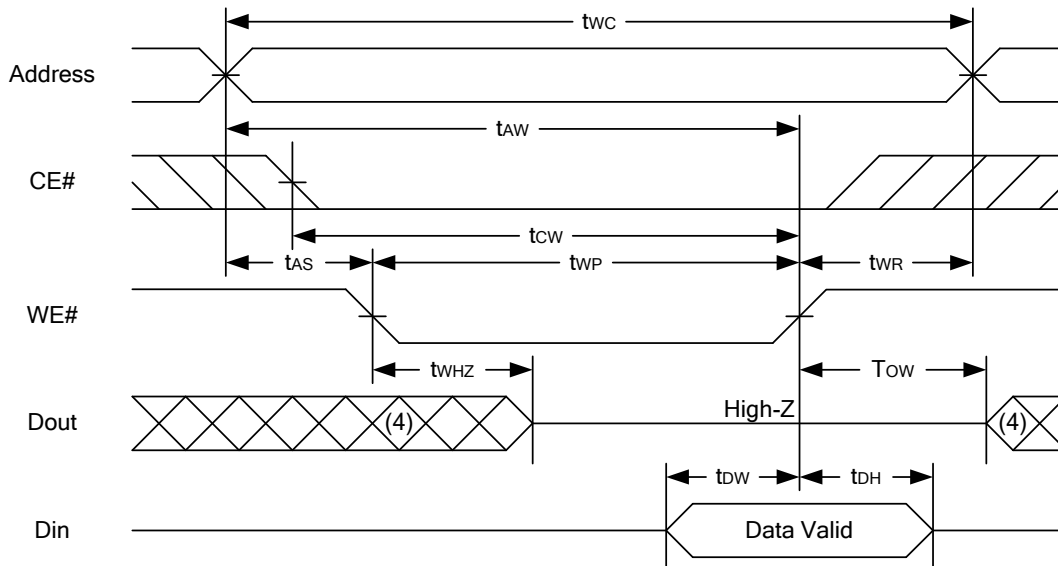 tWC
Address
tAW
CE#
tCW
tAS
tWP
tWR
WE#
tWHZ
TOW
High-Z
Dout
(4)
(4)
tDW
tDH
Din
Data Valid